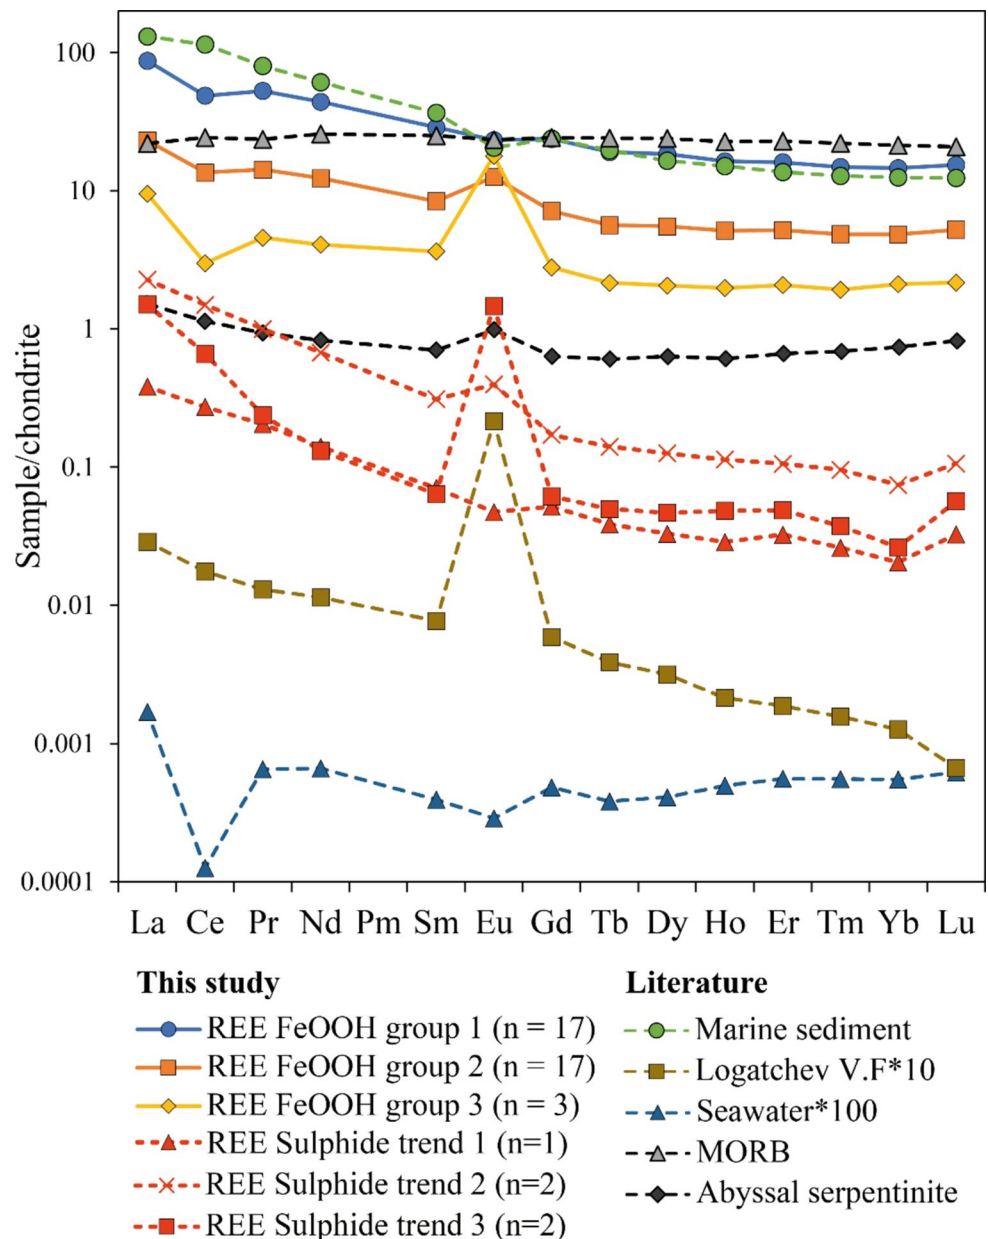 Sample/chondrite
100
10
1
0.1
0.01
0.001
0.0001
La Ce Pr Nd Pm Sm Eu Gd Tb Dy Ho Er Tm Yb Lu
This study
REE FeOOH group 1 (n = 17)
REE FeOOH group 2 (n = 17)
REE FeOOH group 3 (n = 3)
REE Sulphide trend 1 (n=1)
REE Sulphide trend 2 (n=2)
REE Sulphide trend 3 (n=2)
Literature
Marine sediment
Logatchev V.F*10
Seawater*100
MORB
Abyssal serpentinite